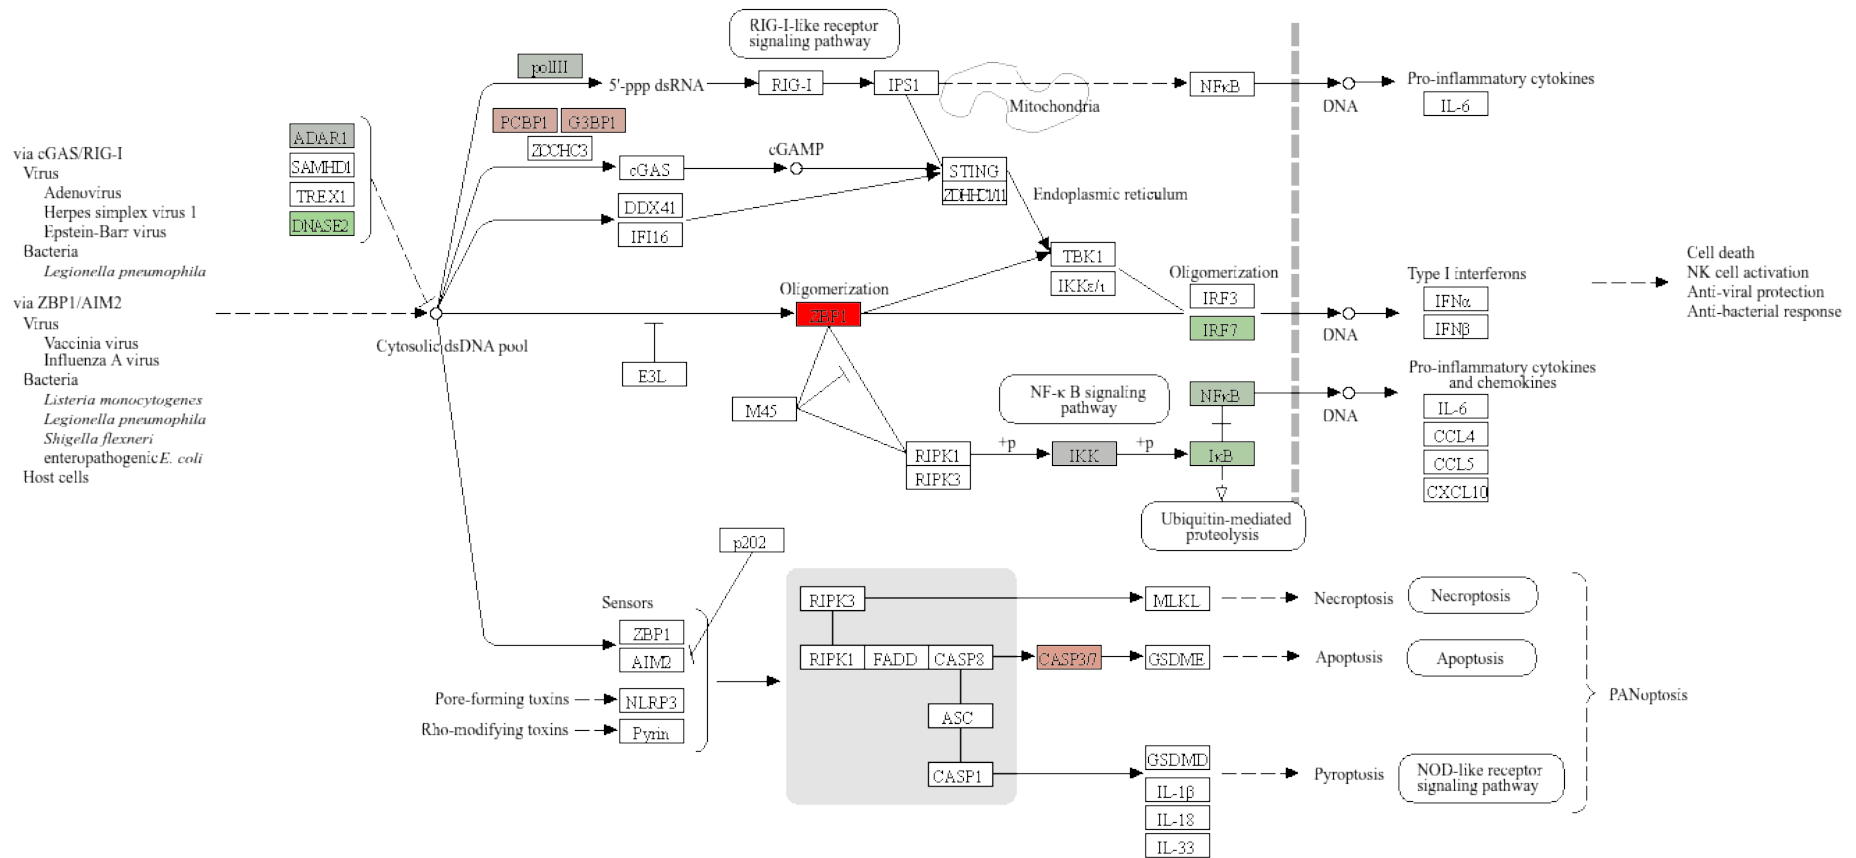 RIG-I-like receptor
signaling pathway
polIII
5'-ppp dsRNA
RIG-I
IPS1
Mitochondria
NFκB
DNA
Pro-inflammatory cytokines
IL-6
PCBP1
G3BP1
ZCCHC3
ADAR1
SAMHD1
TREX1
DNASE2
via cGAS/RIG-I
Virus
Adenovirus
Herpes simplex virus 1
Epstein-Barr virus
Bacteria
Legionella pneumophila
cGAS
cGAMP
STING
ZDHHC1/11
DDX41
IFI16
Endoplasmic reticulum
TBK1
IKKε/ι
Oligomerization
IRF3
IRF7
DNA
Type I interferons
IFNα
IFNβ
Cell death
NK cell activation
Anti-viral protection
Anti-bacterial response
via ZBP1/AIM2
Virus
Vaccinia virus
Influenza A virus
Bacteria
Listeria monocytogenes
Legionella pneumophila
Shigella flexneri
enteropathogenic E. coli
Host cells
Cytosolic dsDNA pool
Oligomerization
ZBP1
E3L
M45
RIPK1
RIPK3
+p
IKK
+p
IκB
NF-κ B signaling
pathway
NFκB
DNA
Pro-inflammatory cytokines
and chemokines
IL-6
CCL4
CCL5
CXCL10
Ubiquitin-mediated
proteolysis
p202
Sensors
ZBP1
AIM2
Pore-forming toxins
NLRP3
Rho-modifying toxins
Pyrin
RIPK3
RIPK1
FADD
CASP8
ASC
CASP1
CASP3/7
MLKL
Necroptosis
Necroptosis
GSDME
Apoptosis
Apoptosis
GSDMD
IL-1β
IL-18
IL-33
Pyroptosis
NOD-like receptor
signaling pathway
PANoptosis